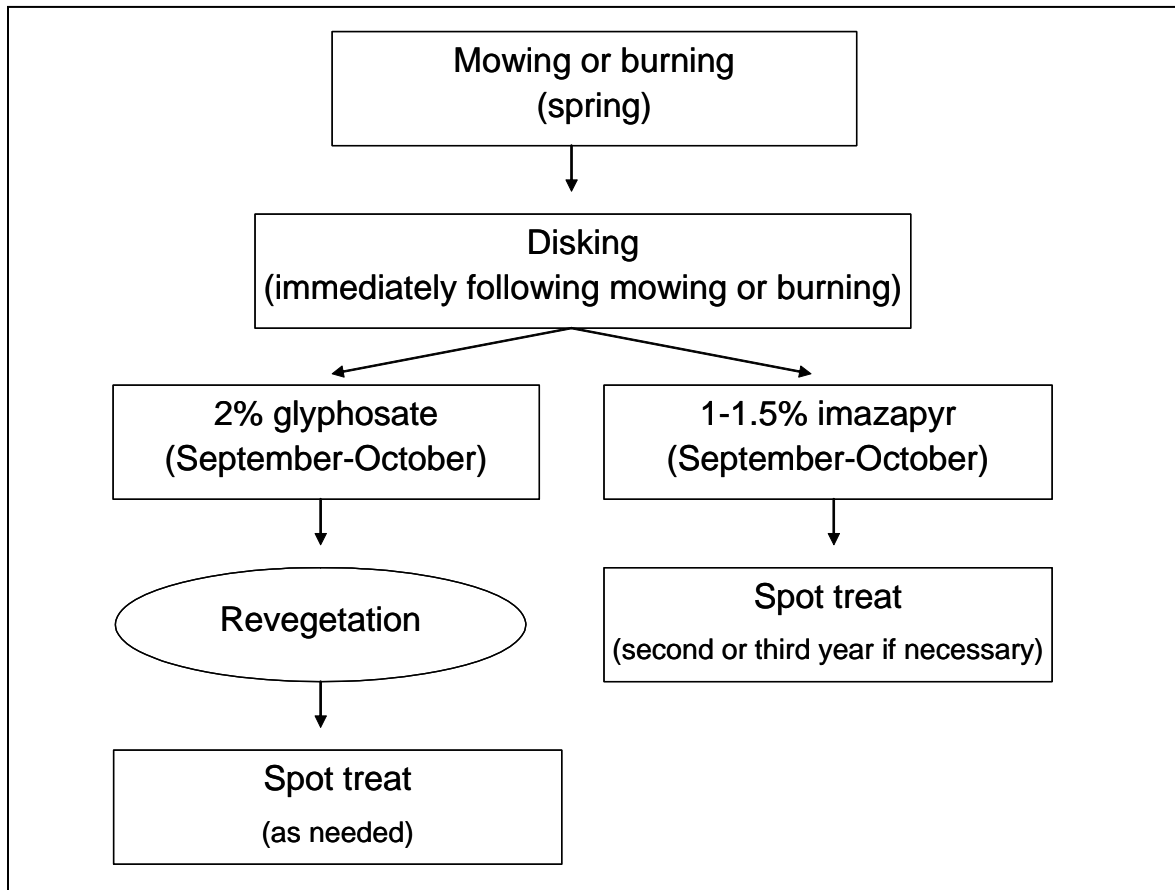 Mowing or burning
(spring)
Disking
(immediately following mowing or burning)
2% glyphosate
(September-October)
1-1.5% imazapyr
(September-October)
Revegetation
Spot treat
(second or third year if necessary)
Spot treat
(as needed)